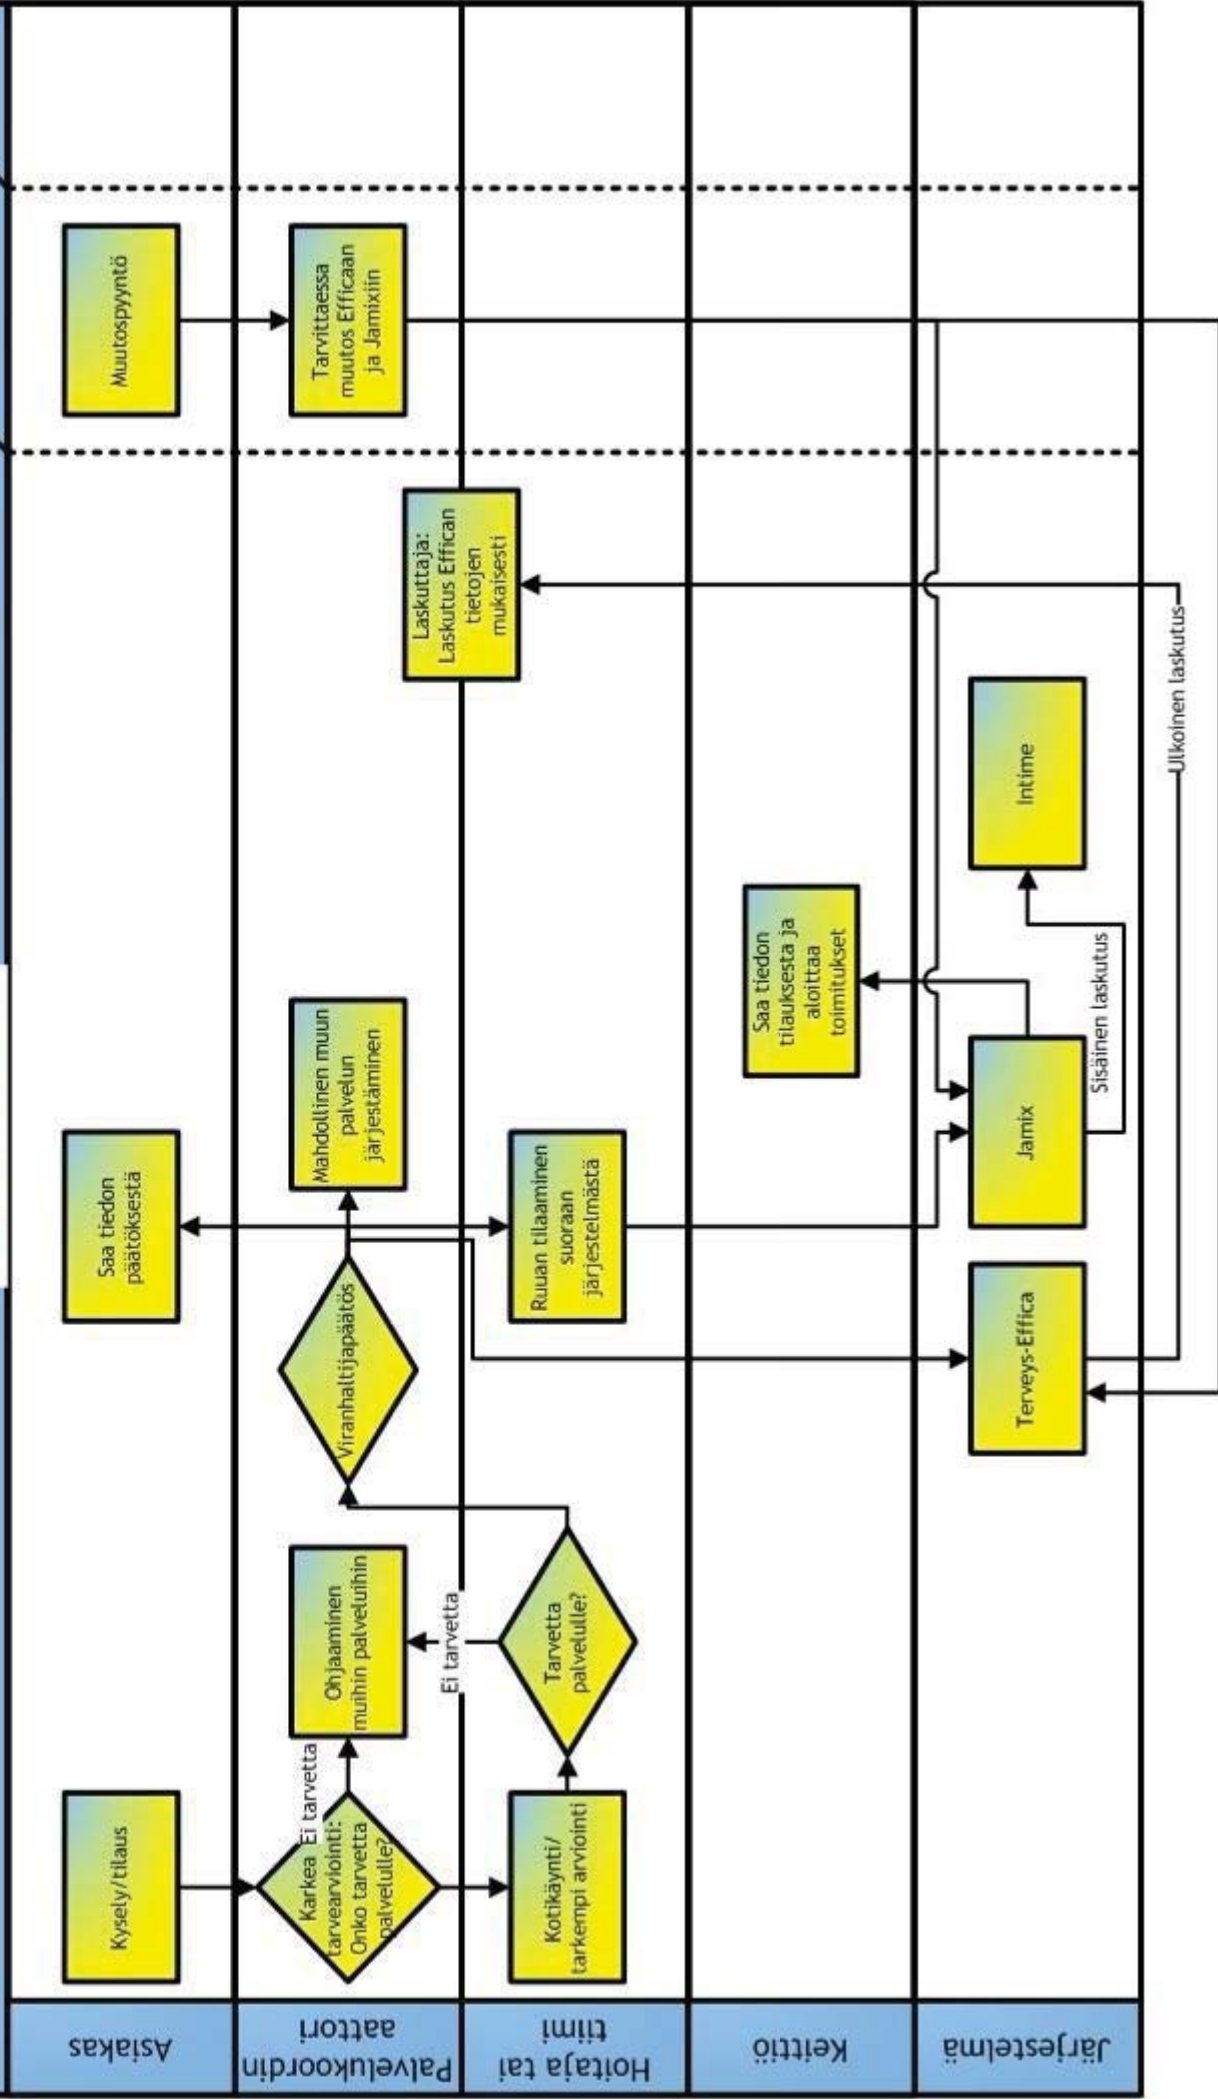 Asiakas
Kysely/tilaus
Saa tiedon
päätöksestä
Muutospyyntö
Palvelukoordin
aattori
Karkea
tarvearviointi:
Onko tarvetta
palvelulle?
Ei tarvetta
Ohjaaminen
muihin palveluihin
Viranhaltijapäätös
Mahdollinen muun
palvelun
järjestäminen
Tarvittaessa
muutos Efficaan
ja Jamixiin
Laskuttaja:
Laskutus Effican
tietojen
mukaisesti
Hoitaja tai
tiimi
Kotikäynti/
tarkempi arviointi
Ei tarvetta
Tarvetta
palvelulle?
Ruuan tilaaminen
suoraan
järjestelmästä
Keittiö
Saa tiedon
tilauksesta ja
aloittaa
toimitukset
Järjestelmä
Terveys-Effica
Jamix
Sisäinen laskutus
Intime
Ulkoinen laskutus